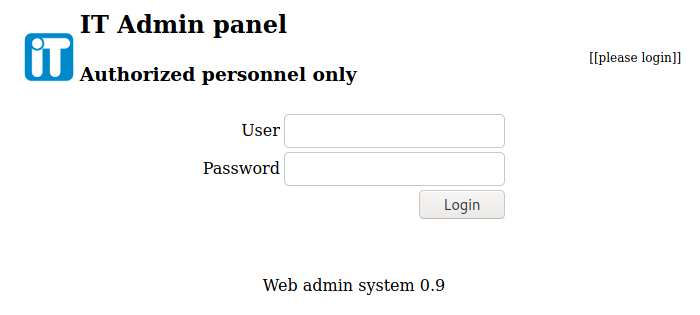 IT Admin panel
iT
[[please login]]
Authorized personnel only
User
Password
Login
Web admin system 0.9